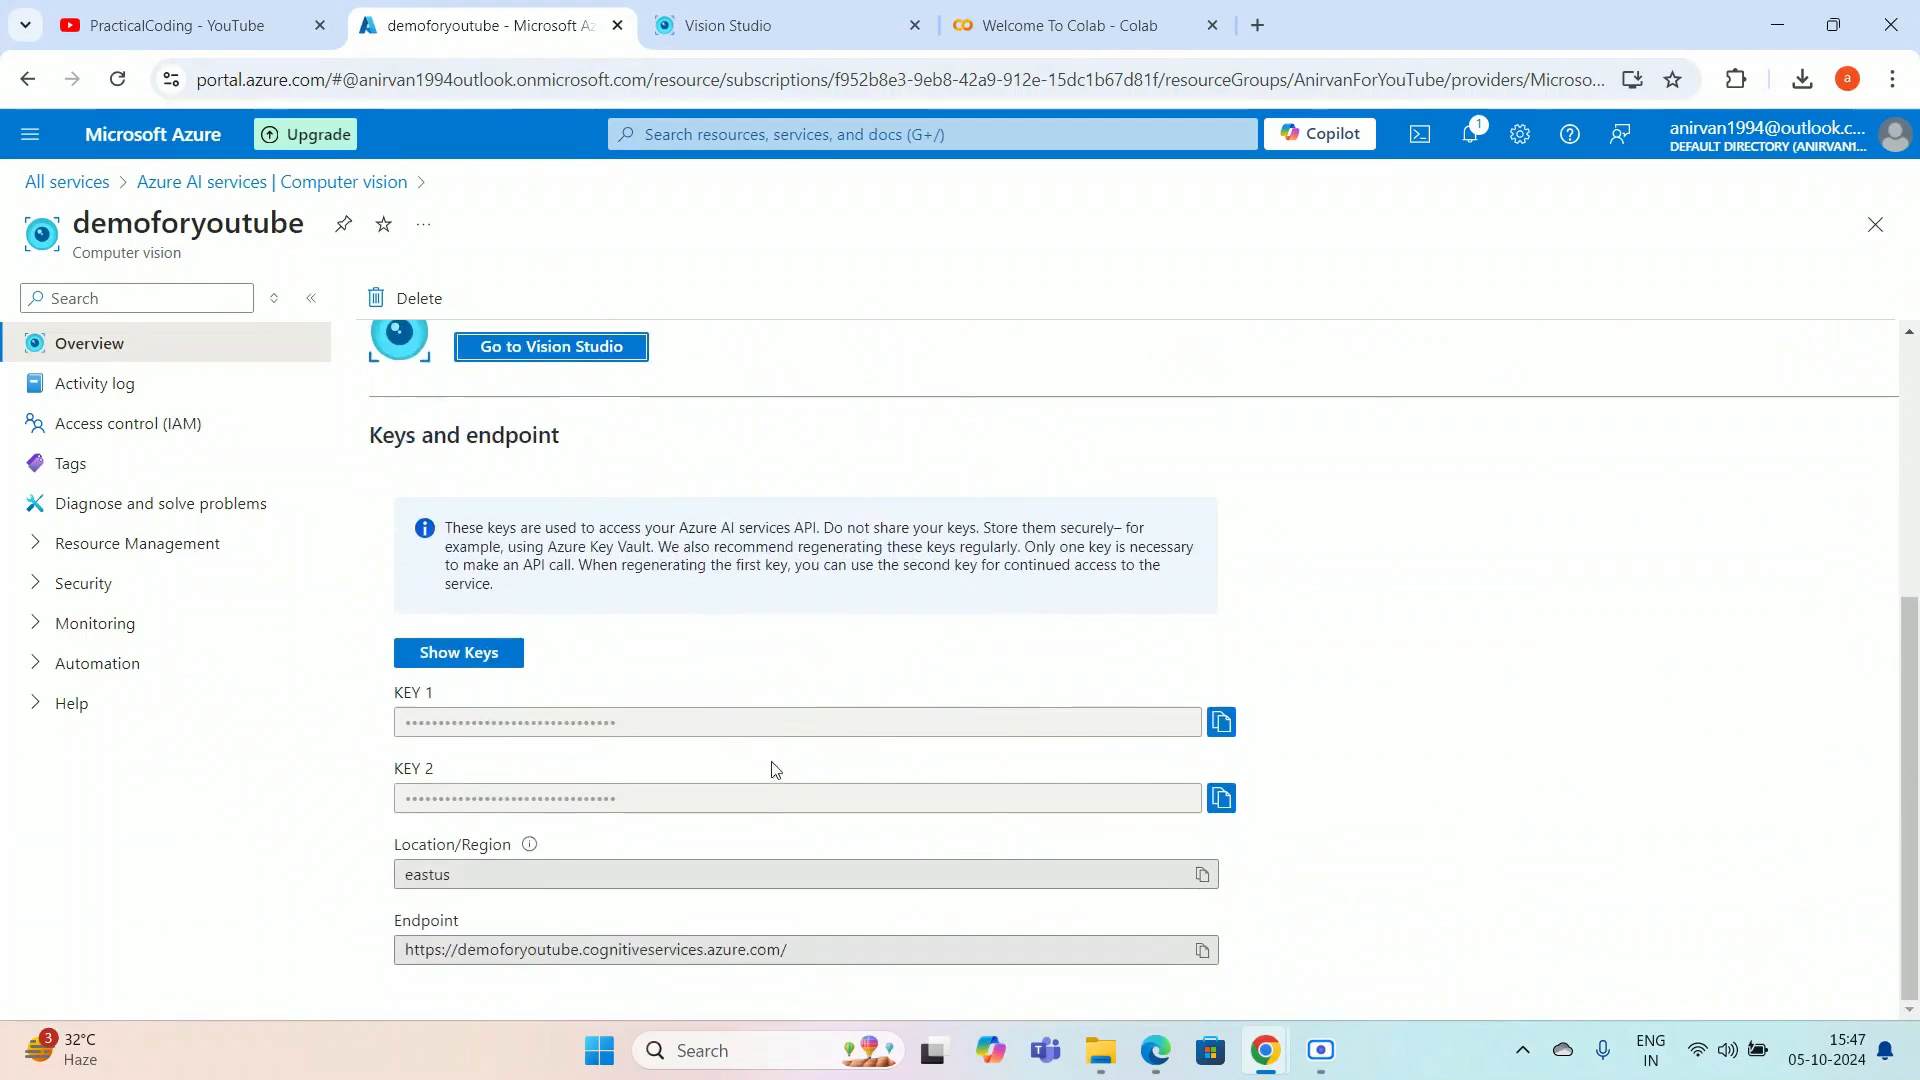 PracticalCoding - YouTube
demoforyoutube - Microsoft Az
Vision Studio
Welcome To Colab - Colab
portal.azure.com/#@anirvan1994outlook.onmicrosoft.com/resource/subscriptions/f952b8e3-9eb8-42a9-912e-15dc1b67d81f/resourceGroups/AnirvanForYouTube/providers/Microso...
a
Microsoft Azure
Upgrade
Search resources, services, and docs (G+/)
Copilot
1
anirvan1994@outlook.c...
DEFAULT DIRECTORY (ANIRVAN1...
All services > Azure AI services | Computer vision >
demoforyoutube
Computer vision
Search
Delete
Overview
Activity log
Access control (IAM)
Tags
Diagnose and solve problems
Resource Management
Security
Monitoring
Automation
Help
Go to Vision Studio
Keys and endpoint
These keys are used to access your Azure AI services API. Do not share your keys. Store them securely– for
example, using Azure Key Vault. We also recommend regenerating these keys regularly. Only one key is necessary
to make an API call. When regenerating the first key, you can use the second key for continued access to the
service.
Show Keys
KEY 1
••••••••••••••••••••••••••••••••
KEY 2
••••••••••••••••••••••••••••••••
Location/Region
eastus
Endpoint
https://demoforyoutube.cognitiveservices.azure.com/
3
32°C
Haze
Search
ENG
IN
15:47
05-10-2024